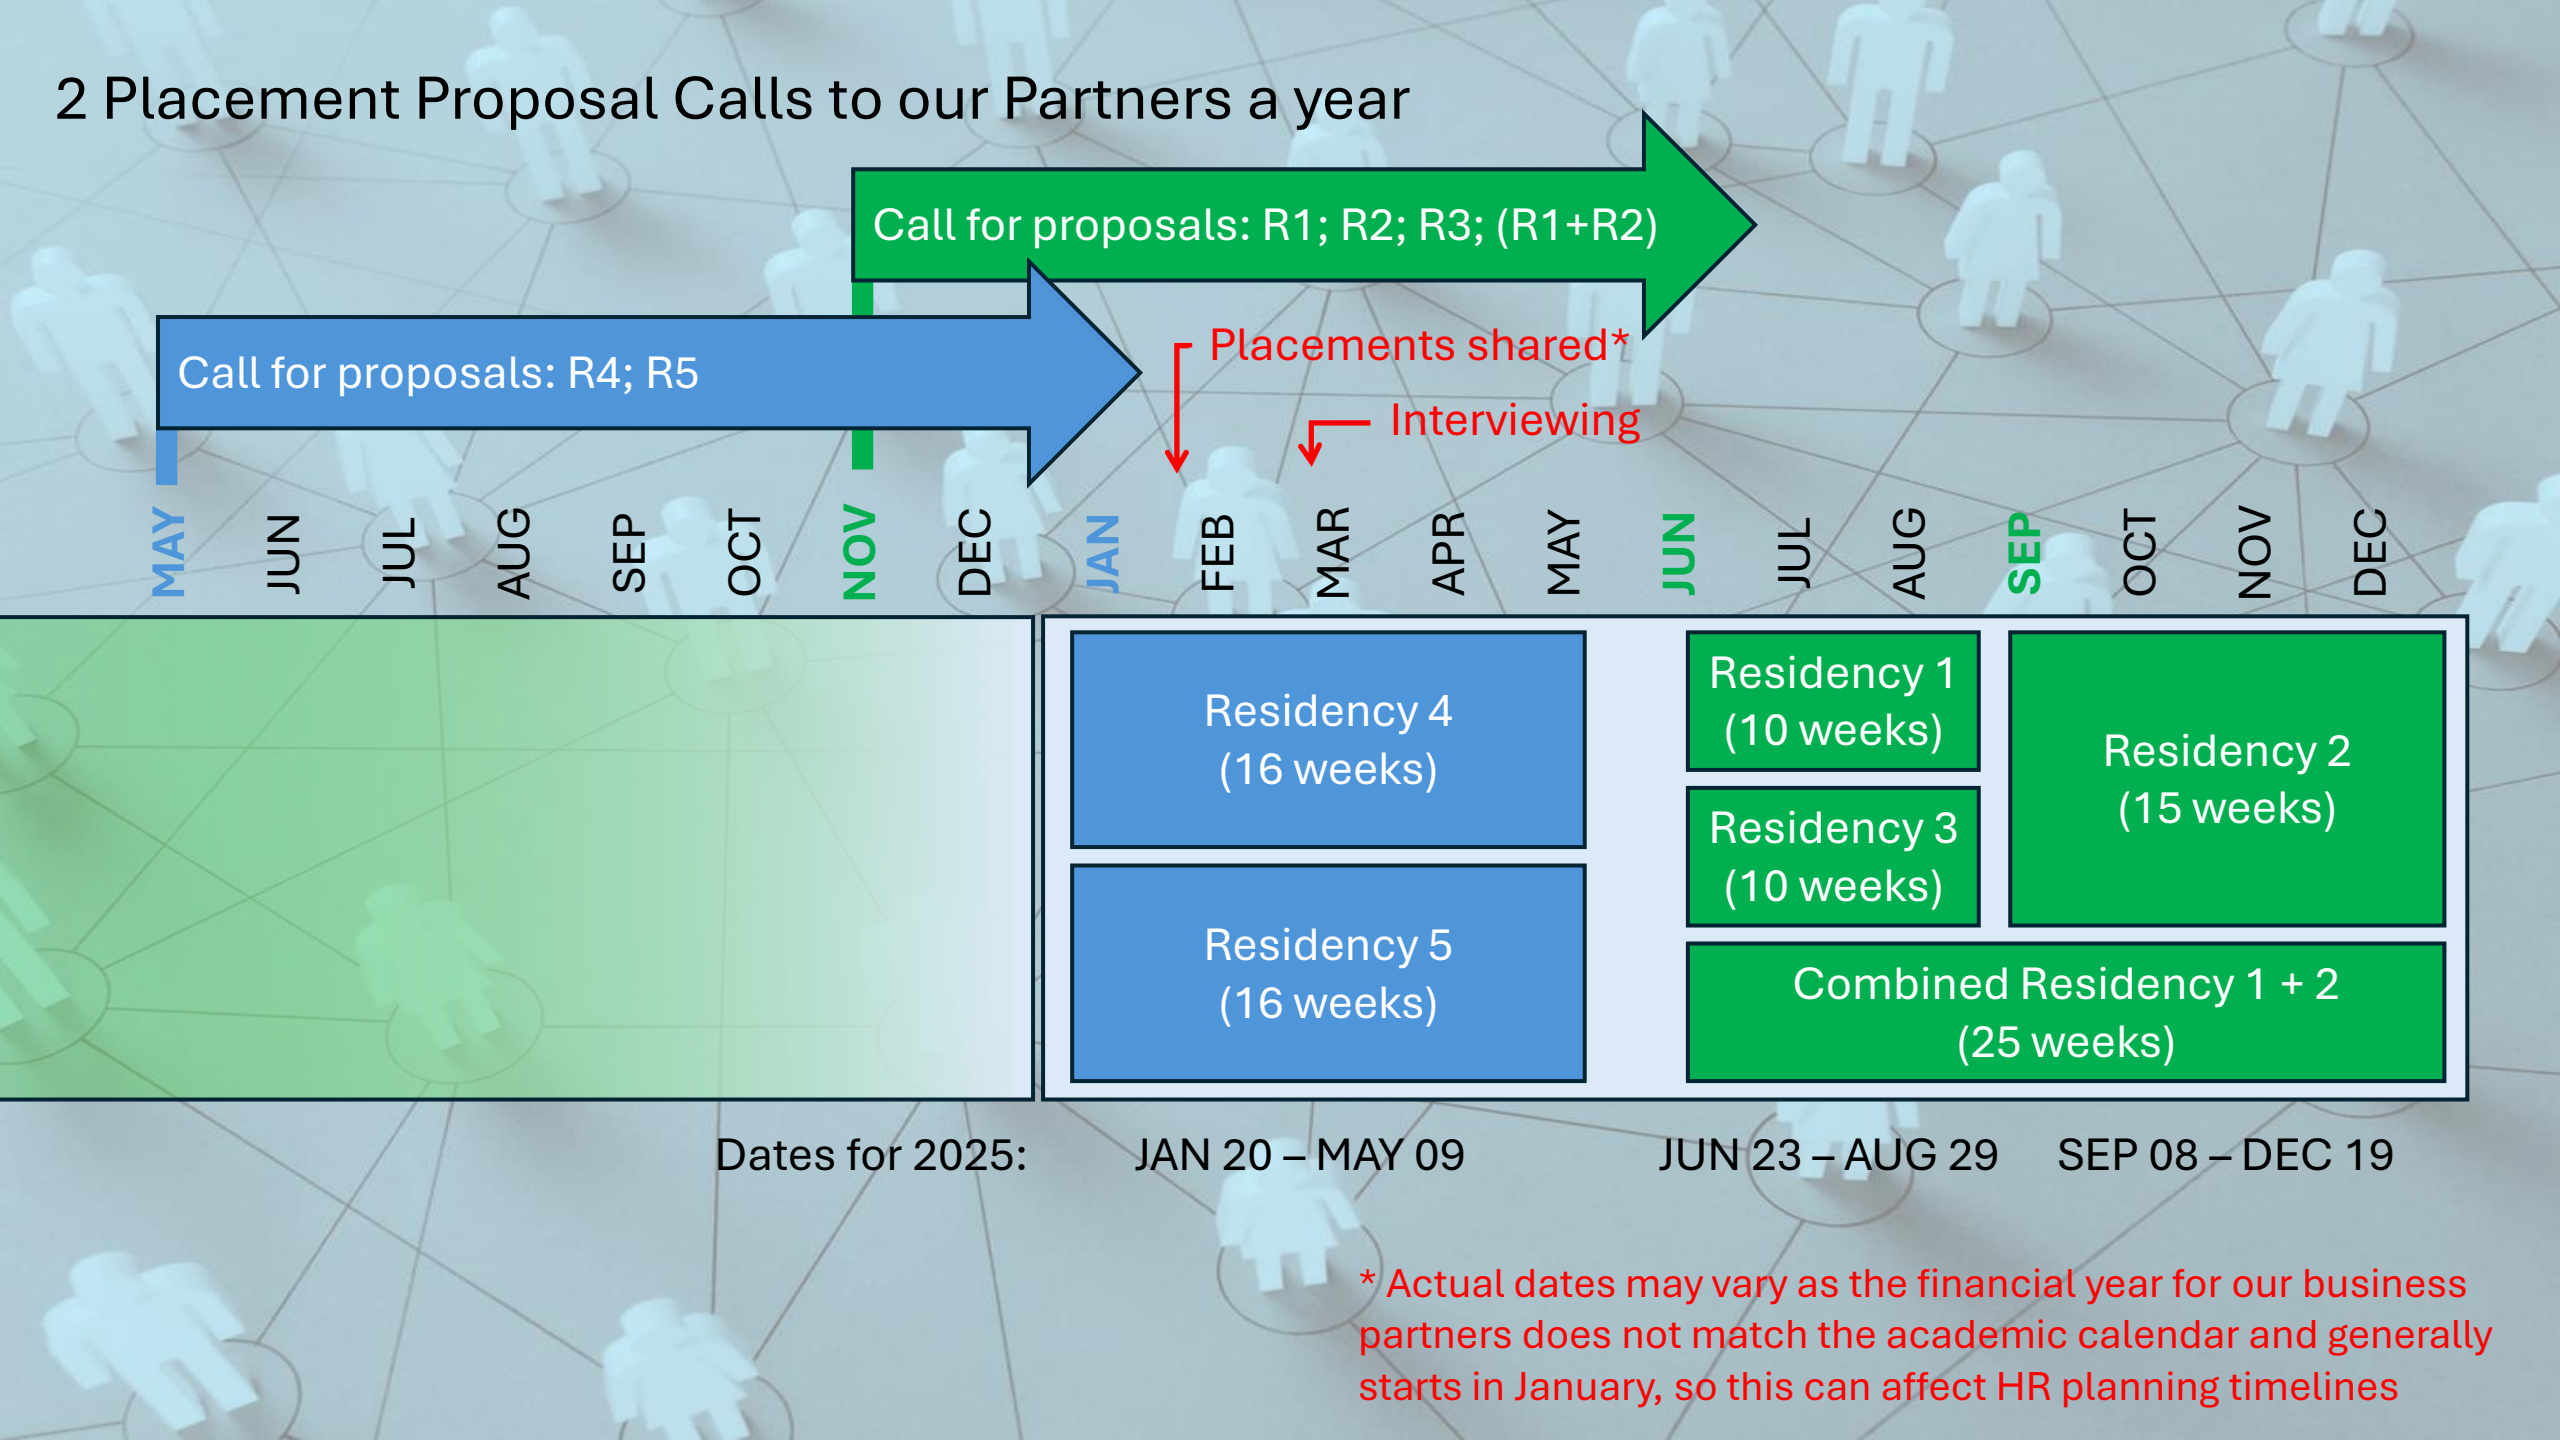 2 Placement Proposal Calls to our Partners a year
Call for proposals: R1; R2; R3; (R1+R2)
Call for proposals: R4; R5
Placements shared*
Interviewing
MAY
JUN
JUL
AUG
SEP
OCT
NOV
DEC
JAN
FEB
MAR
APR
MAY
JUN
JUL
AUG
SEP
OCT
NOV
DEC
Residency 4
(16 weeks)
Residency 5
(16 weeks)
Residency 1
(10 weeks)
Residency 3
(10 weeks)
Residency 2
(15 weeks)
Combined Residency 1 + 2
(25 weeks)
Dates for 2025:
JAN 20 – MAY 09
JUN 23 – AUG 29
SEP 08 – DEC 19
* Actual dates may vary as the financial year for our business
partners does not match the academic calendar and generally
starts in January, so this can affect HR planning timelines